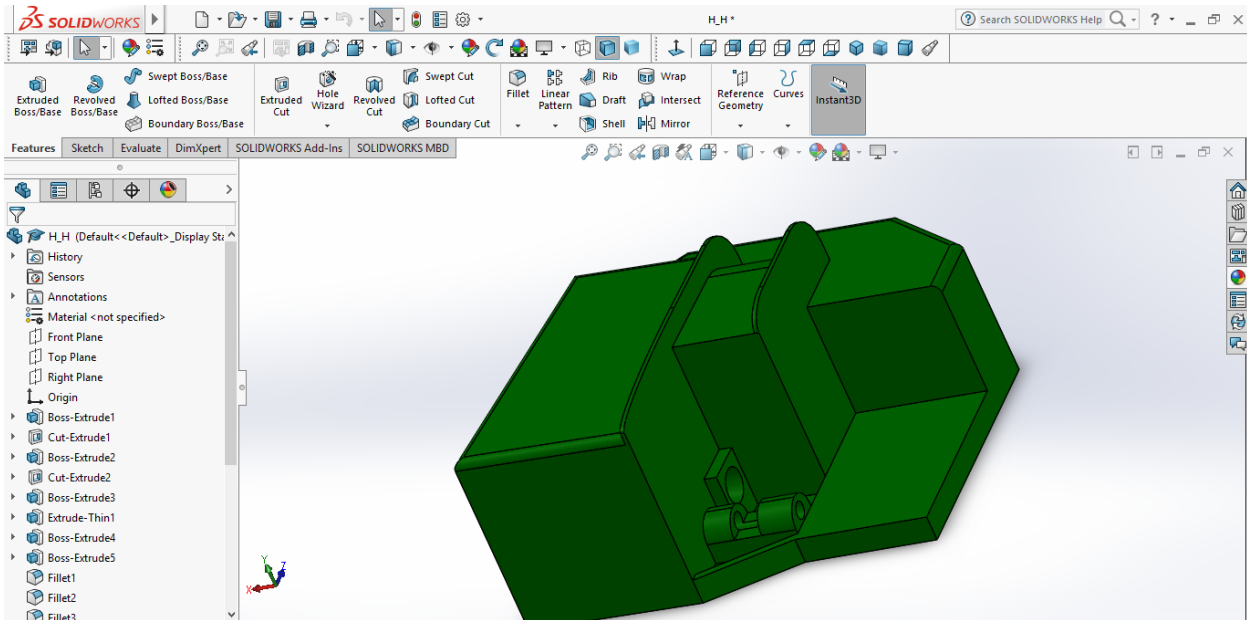 SOLIDWORKS
H_H *
Search SOLIDWORKS Help
?
Extruded Boss/Base
Revolved Boss/Base
Swept Boss/Base
Lofted Boss/Base
Boundary Boss/Base
Extruded Cut
Hole Wizard
Revolved Cut
Swept Cut
Lofted Cut
Boundary Cut
Fillet
Linear Pattern
Rib
Draft
Shell
Wrap
Intersect
Mirror
Reference Geometry
Curves
Instant3D
Features
Sketch
Evaluate
DimXpert
SOLIDWORKS Add-Ins
SOLIDWORKS MBD
H_H (Default<<Default>_Display Sta
History
Sensors
Annotations
Material <not specified>
Front Plane
Top Plane
Right Plane
Origin
Boss-Extrude1
Cut-Extrude1
Boss-Extrude2
Cut-Extrude2
Boss-Extrude3
Extrude-Thin1
Boss-Extrude4
Boss-Extrude5
Fillet1
Fillet2
Fillet3
Y
Z
X